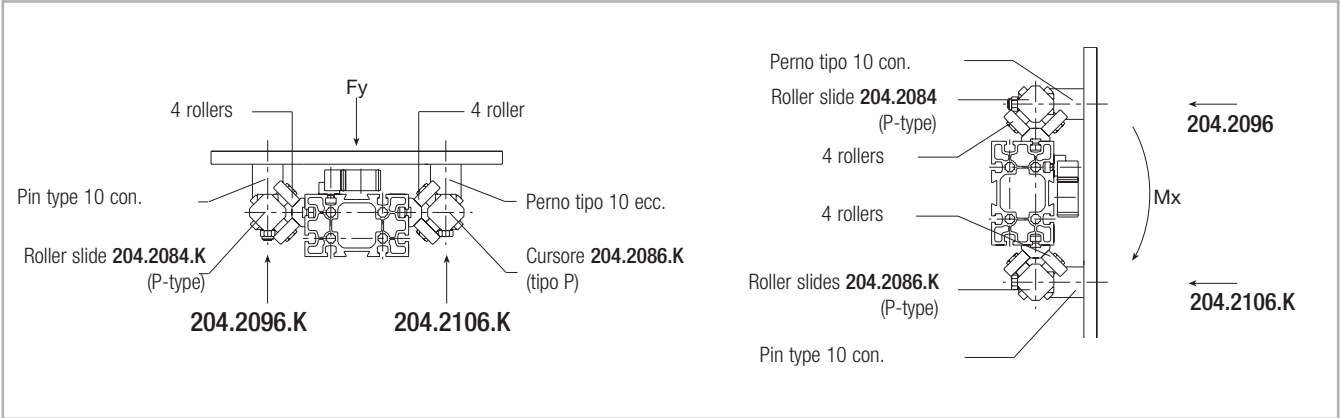 Fy
4 rollers
4 roller
Pin type 10 con.
Perno tipo 10 ecc.
Roller slide 204.2084.K
(P-type)
Cursore 204.2086.K
(tipo P)
204.2096.K
204.2106.K
Perno tipo 10 con.
Roller slide 204.2084
(P-type)
204.2096
4 rollers
Mx
4 rollers
Roller slides 204.2086.K
(P-type)
204.2106.K
Pin type 10 con.